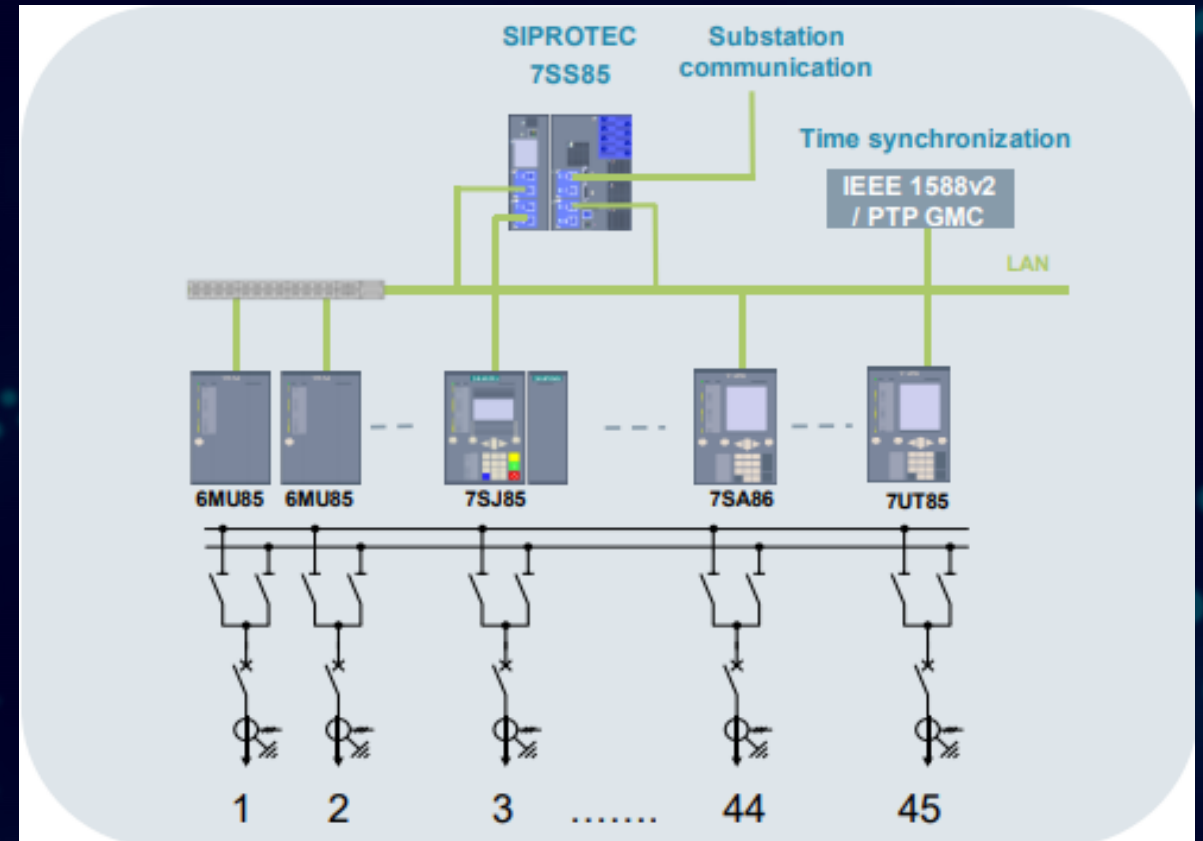 SIPROTEC
7SS85
Substation
communication
Time synchronization
IEEE 1588v2
/ PTP GMC
LAN
6MU85
6MU85
7SJ85
7SA86
7UT85
1 2 3 ....... 44 45